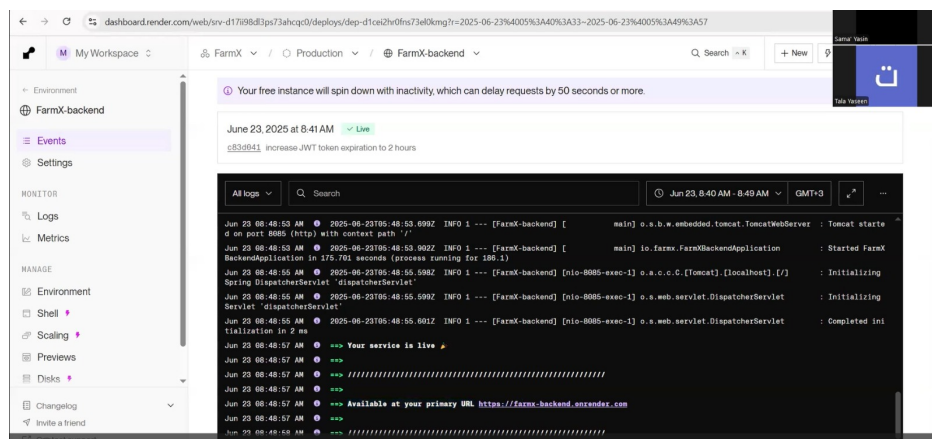 dashboard.render.com/web/srv-d17ii98dl3ps73ahcqc0/deploys/dep-d1cei2hr0fns73el0kmg?r=2025-06-23%4005%3A40%3A33~2025-06-23%4005%3A49%3A57
Sama' Yasin
M My Workspace
FarmX / Production / FarmX-backend
Search ^ K
+ New
ت
Tala Yaseen
← Environment
FarmX-backend
Events
Settings
MONITOR
Logs
Metrics
MANAGE
Environment
Shell
Scaling
Previews
Disks
Changelog
Invite a friend
Your free instance will spin down with inactivity, which can delay requests by 50 seconds or more.
June 23, 2025 at 8:41 AM ✓ Live
c83d041 increase JWT token expiration to 2 hours
All logs
Search
Jun 23, 8:40 AM - 8:49 AM
GMT+3
Jun 23 08:48:53 AM 2025-06-23T05:48:53.699Z INFO 1 --- [FarmX-backend] [ main] o.s.b.w.embedded.tomcat.TomcatWebServer : Tomcat starte
d on port 8085 (http) with context path '/'
Jun 23 08:48:53 AM 2025-06-23T05:48:53.902Z INFO 1 --- [FarmX-backend] [ main] io.farmx.FarmXBackendApplication : Started FarmX
BackendApplication in 175.701 seconds (process running for 186.1)
Jun 23 08:48:55 AM 2025-06-23T05:48:55.598Z INFO 1 --- [FarmX-backend] [nio-8085-exec-1] o.a.c.c.C.[Tomcat].[localhost].[/] : Initializing
Spring DispatcherServlet 'dispatcherServlet'
Jun 23 08:48:55 AM 2025-06-23T05:48:55.599Z INFO 1 --- [FarmX-backend] [nio-8085-exec-1] o.s.web.servlet.DispatcherServlet : Initializing
Servlet 'dispatcherServlet'
Jun 23 08:48:55 AM 2025-06-23T05:48:55.601Z INFO 1 --- [FarmX-backend] [nio-8085-exec-1] o.s.web.servlet.DispatcherServlet : Completed ini
tialization in 2 ms
Jun 23 08:48:57 AM ==> Your service is live 🎉
Jun 23 08:48:57 AM ==>
Jun 23 08:48:57 AM ==> ///////////////////////////////////////////////////////////
Jun 23 08:48:57 AM ==>
Jun 23 08:48:57 AM ==> Available at your primary URL https://farmx-backend.onrender.com
Jun 23 08:48:57 AM ==>
Jun 23 08:48:58 AM ==> ///////////////////////////////////////////////////////////